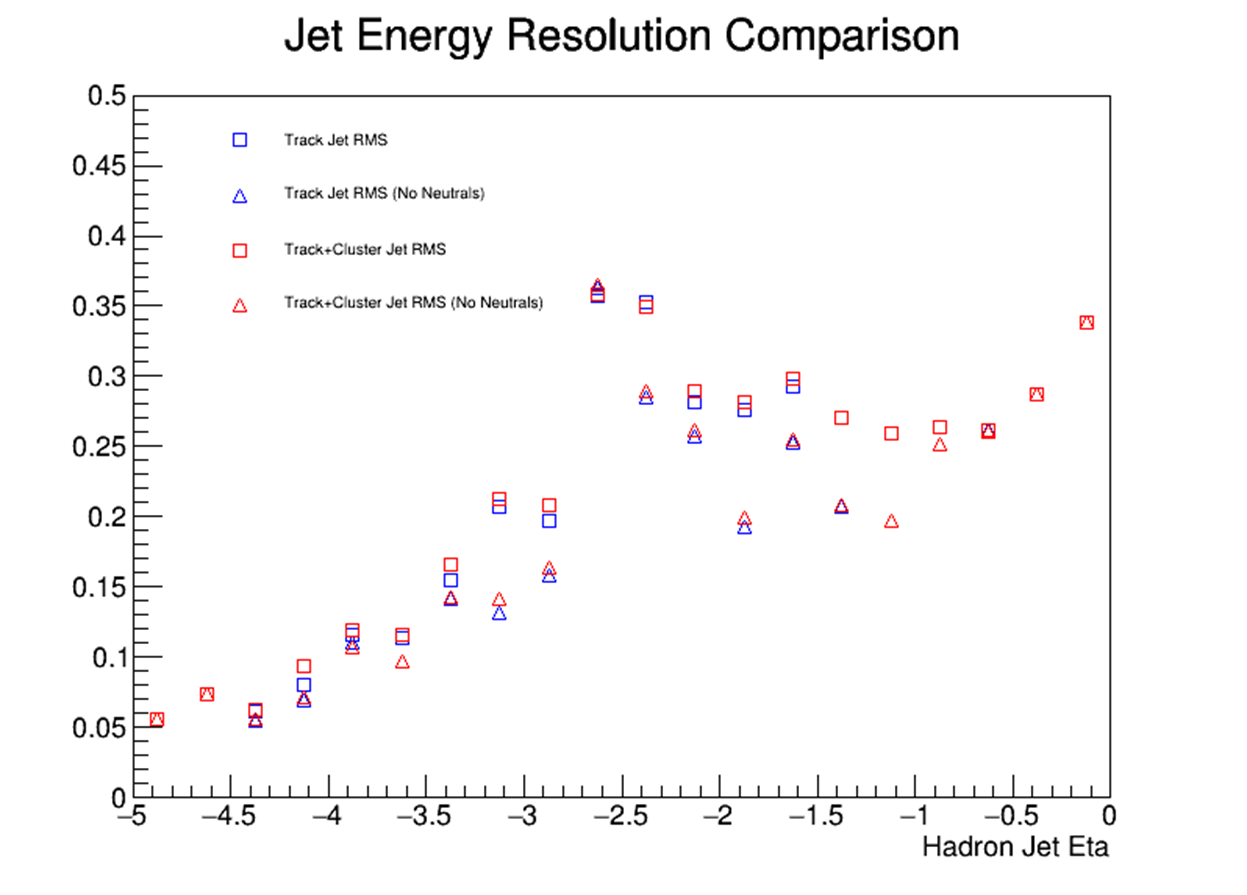 Jet Energy Resolution Comparison
0.5
Track Jet RMS
0.45
Track Jet RMS (No Neutrals)
0.4
Track+Cluster Jet RMS
0.35
Track+Cluster Jet RMS (No Neutrals)
0.3
0.25
0.2
0.15
0.1
0.05
0
−5 −4.5 −4 −3.5 −3 −2.5 −2 −1.5 −1 −0.5 0
Hadron Jet Eta